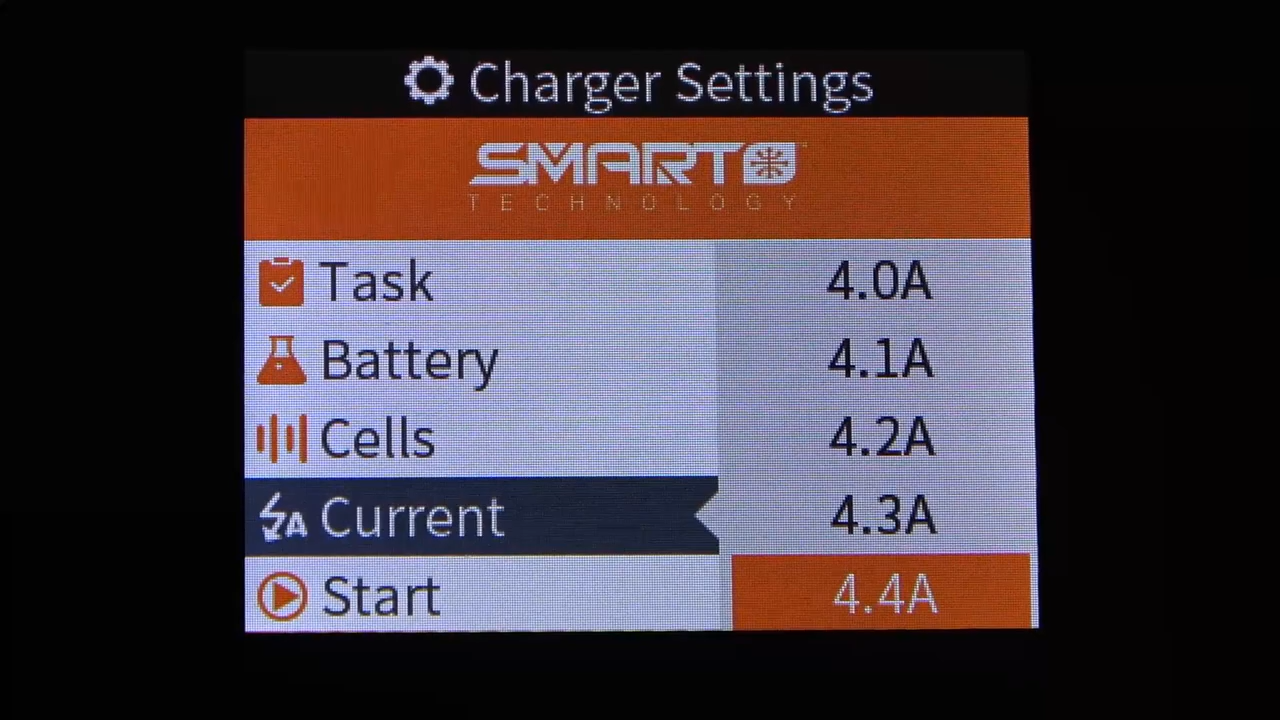 Charger Settings
SMART
TECHNOLOGY
Task 4.0A
Battery 4.1A
Cells 4.2A
A Current 4.3A
Start 4.4A